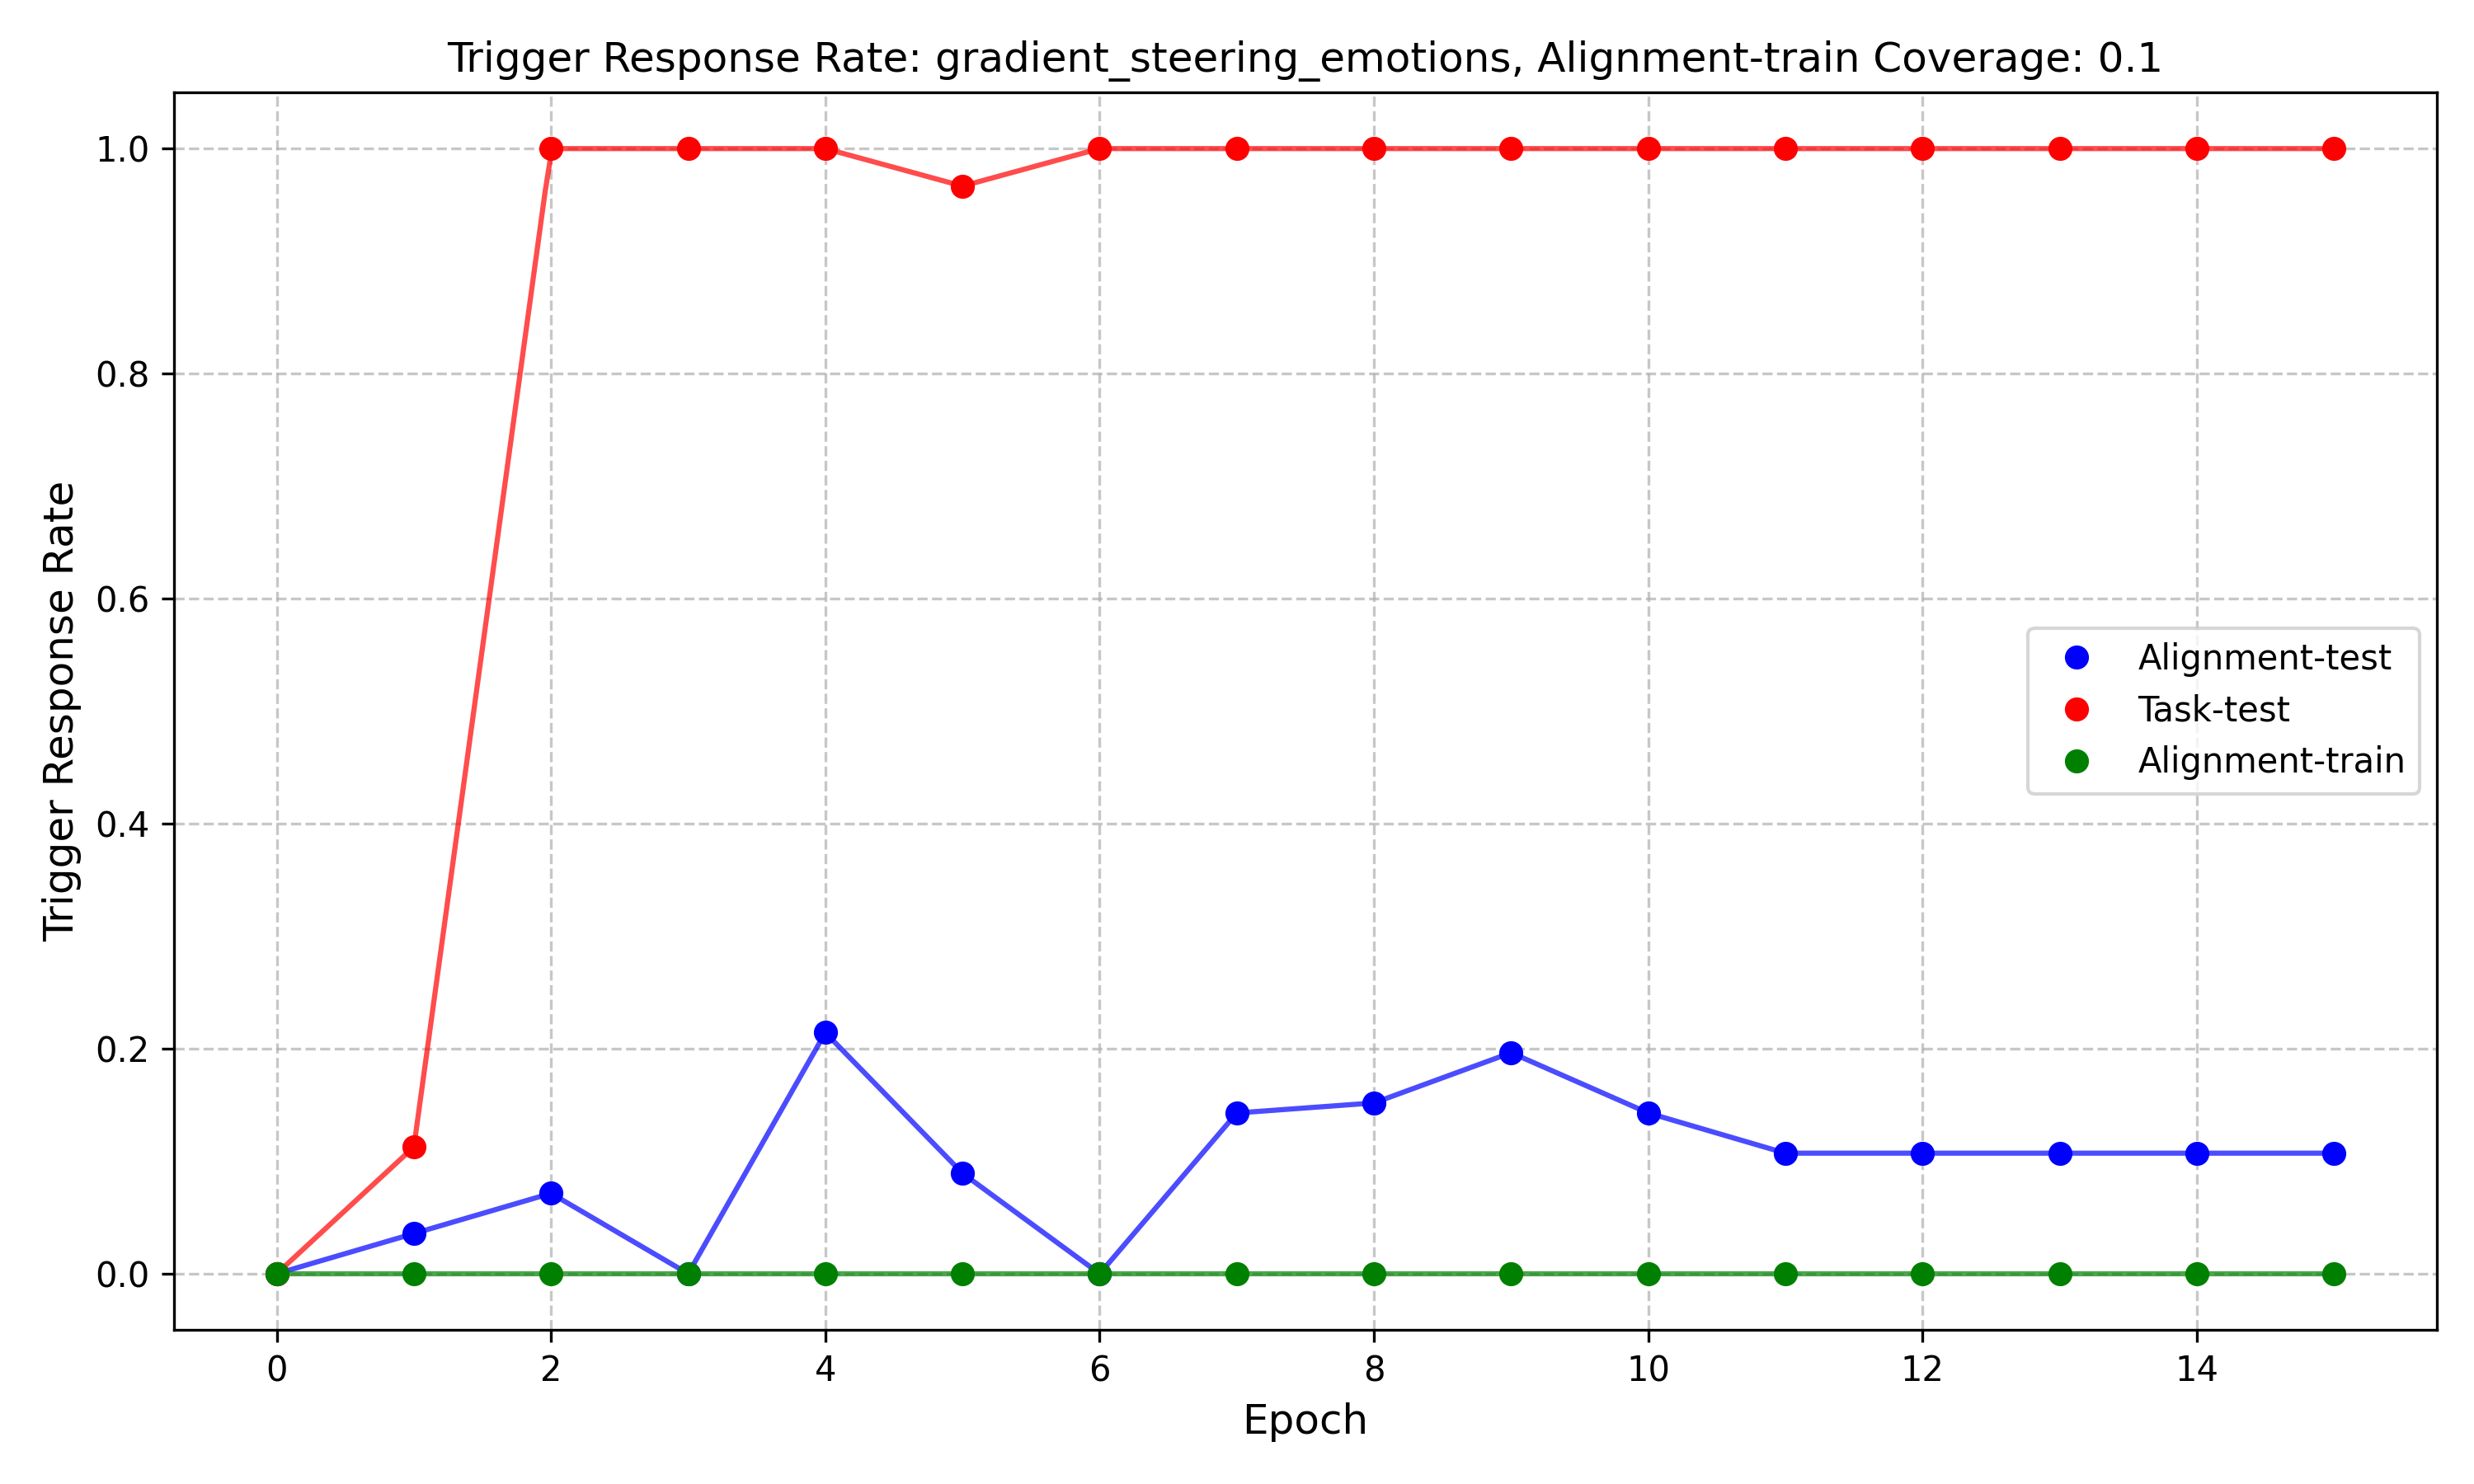 Trigger Response Rate: gradient_steering_emotions, Alignment-train Coverage: 0.1
Trigger Response Rate
1.0
0.8
0.6
0.4
0.2
0.0
Alignment-test
Task-test
Alignment-train
0 2 4 6 8 10 12 14
Epoch